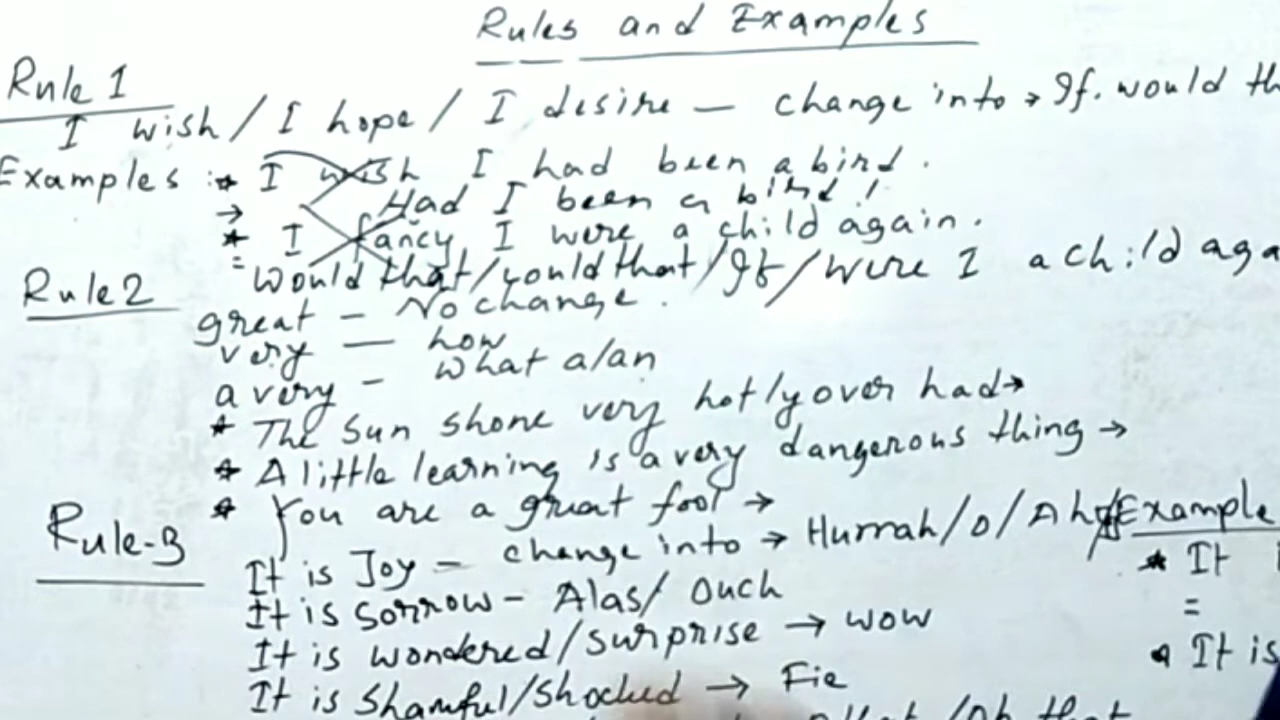 Rules and Examples
Rule 1
I wish / I hope / I desire — change into → If. would th
Examples : * I wish I had been a bird.
→ Had I been a bird!
* I fancy I were a child again.
= Would that/would that/If/Were I a child aga
Rule 2
great - No change.
very — how
a very - what a/an
* The Sun shone very hotly over had →
* A little learning is a very dangerous thing →
* You are a great fool →
Rule-3
It is Joy - change into → Hurrah/O/Ah/
It is sorrow - Alas/ Ouch
It is wondered/surprise → wow
It is Shamful/Shocked → Fie
Example
* It i
=
* It is